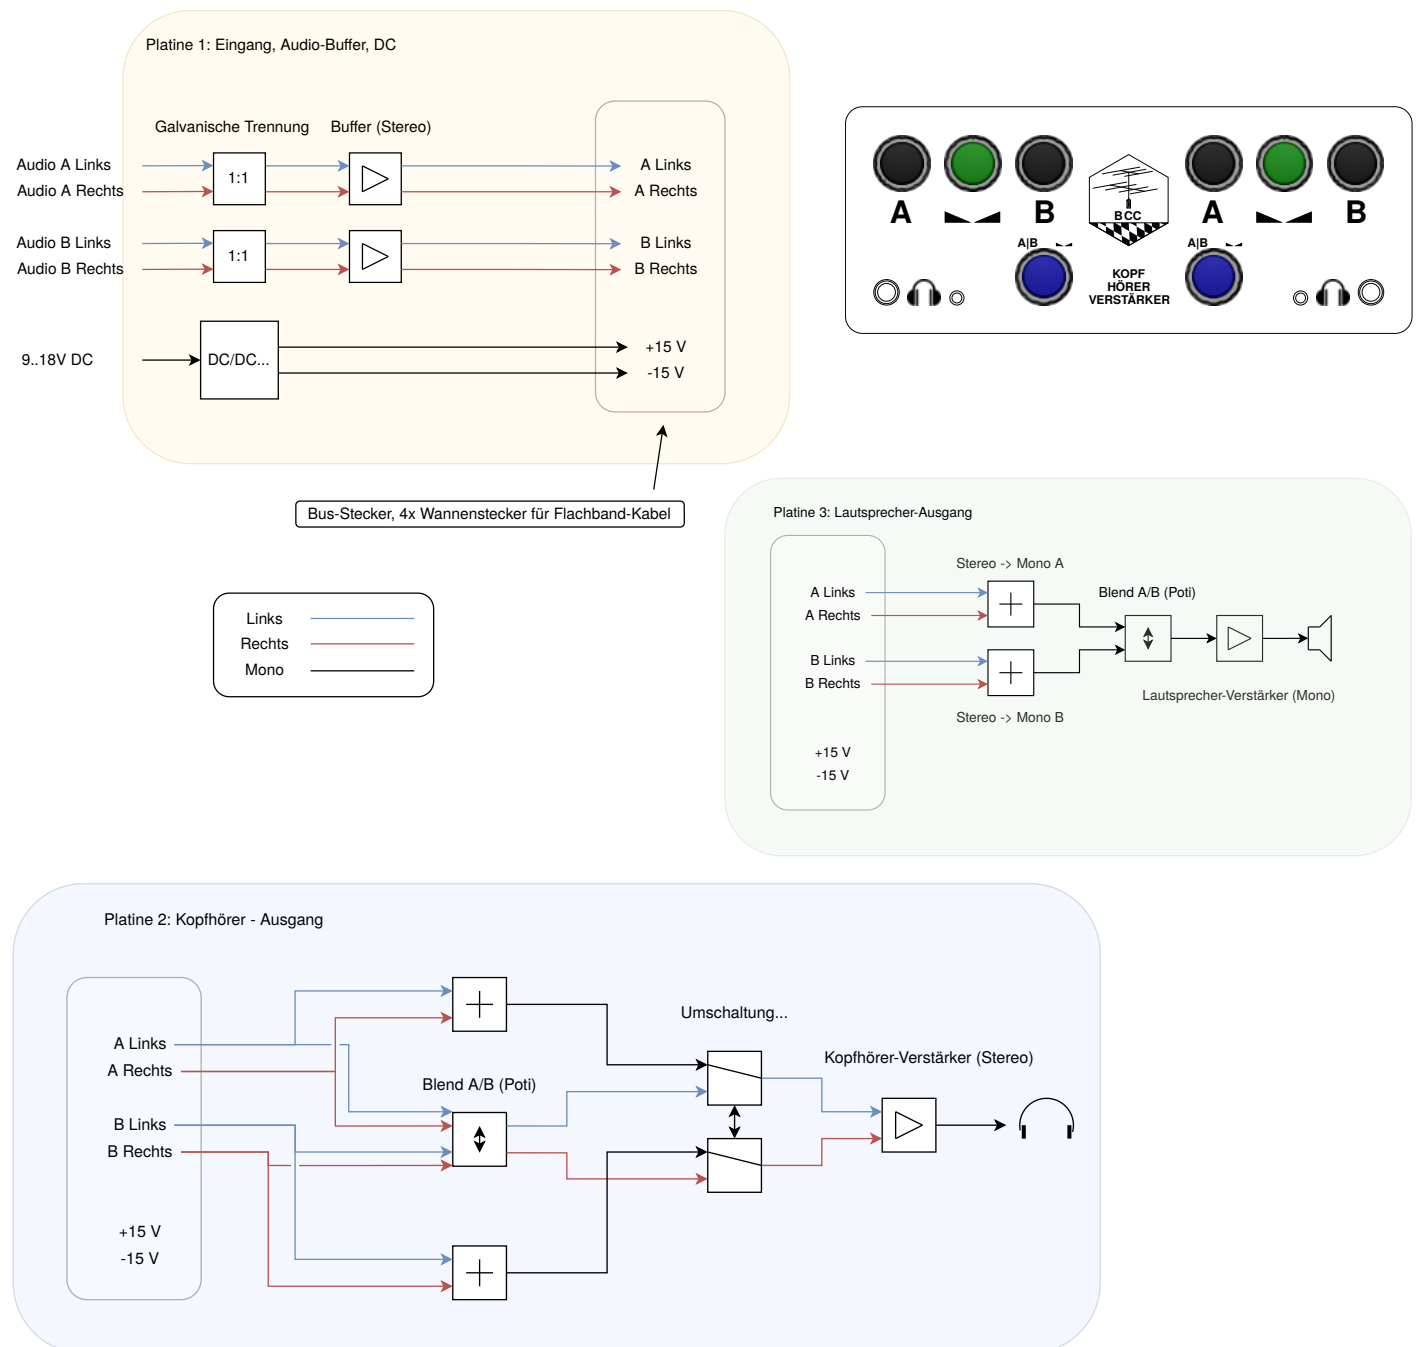 Platine 1: Eingang, Audio-Buffer, DC
Galvanische Trennung
Buffer (Stereo)
Audio A Links
1:1
A Links
Audio A Rechts
A Rechts
Audio B Links
1:1
B Links
Audio B Rechts
B Rechts
9..18V DC
DC/DC...
+15 V
-15 V
Bus-Stecker, 4x Wannenstecker für Flachband-Kabel
A
B
A
B
BCC
A|B
A|B
KOPF
HÖRER
VERSTÄRKER
Links
Rechts
Mono
Platine 3: Lautsprecher-Ausgang
Stereo -> Mono A
A Links
A Rechts
Blend A/B (Poti)
B Links
B Rechts
Lautsprecher-Verstärker (Mono)
Stereo -> Mono B
+15 V
-15 V
Platine 2: Kopfhörer - Ausgang
Umschaltung...
A Links
A Rechts
Blend A/B (Poti)
Kopfhörer-Verstärker (Stereo)
B Links
B Rechts
+15 V
-15 V